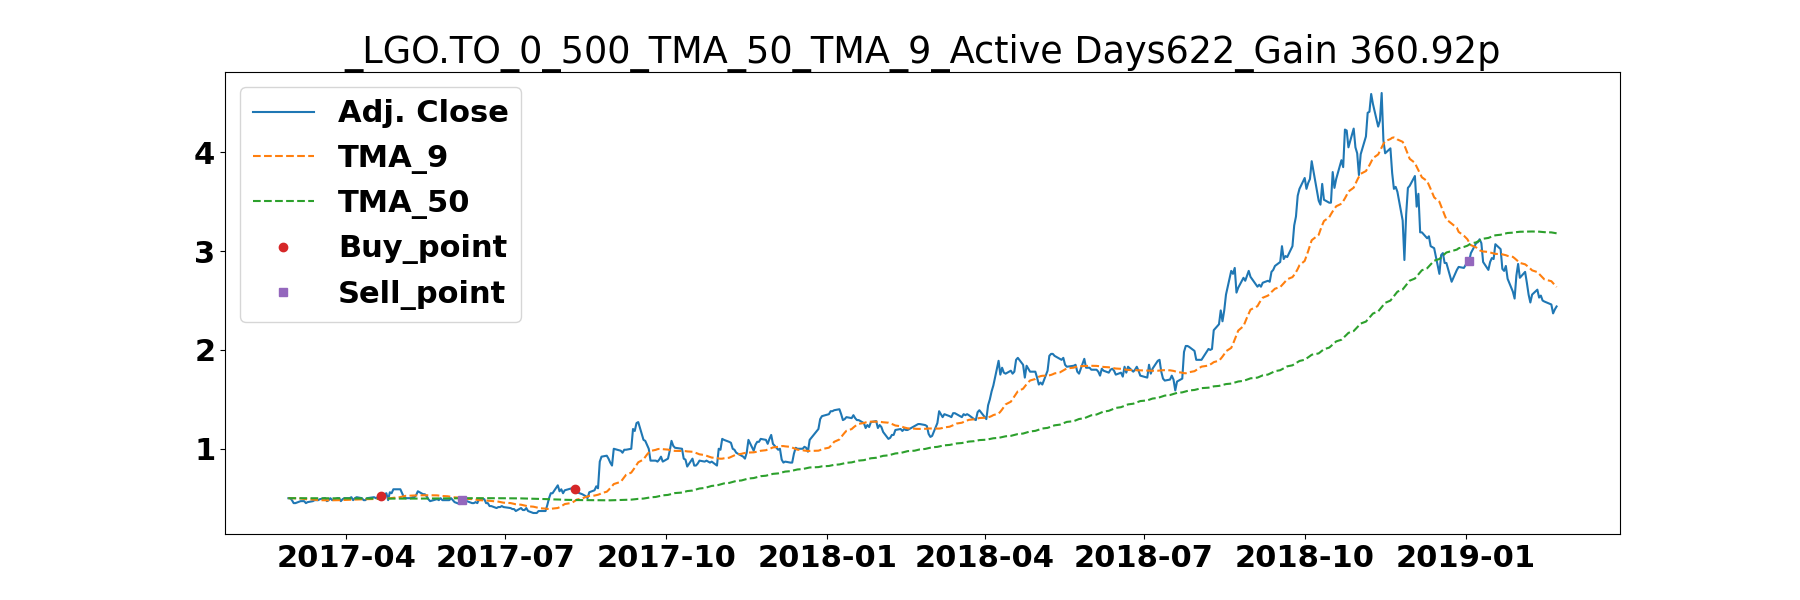 _LGO.TO_0_500_TMA_50_TMA_9_Active Days622_Gain 360.92p
Adj. Close
TMA_9
TMA_50
Buy_point
Sell_point
4
3
2
1
2017-04 2017-07 2017-10 2018-01 2018-04 2018-07 2018-10 2019-01